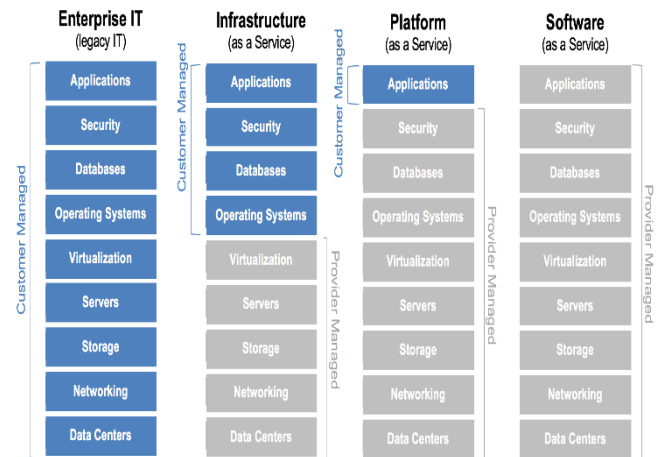 Enterprise IT
(legacy IT)
Customer Managed
Applications
Security
Databases
Operating Systems
Virtualization
Servers
Storage
Networking
Data Centers
Infrastructure
(as a Service)
Customer Managed
Applications
Security
Databases
Operating Systems
Virtualization
Servers
Storage
Networking
Data Centers
Provider Managed
Platform
(as a Service)
Customer Managed
Applications
Security
Databases
Operating Systems
Virtualization
Servers
Storage
Networking
Data Centers
Provider Managed
Software
(as a Service)
Applications
Security
Databases
Operating Systems
Virtualization
Servers
Storage
Networking
Data Centers
Provider Managed